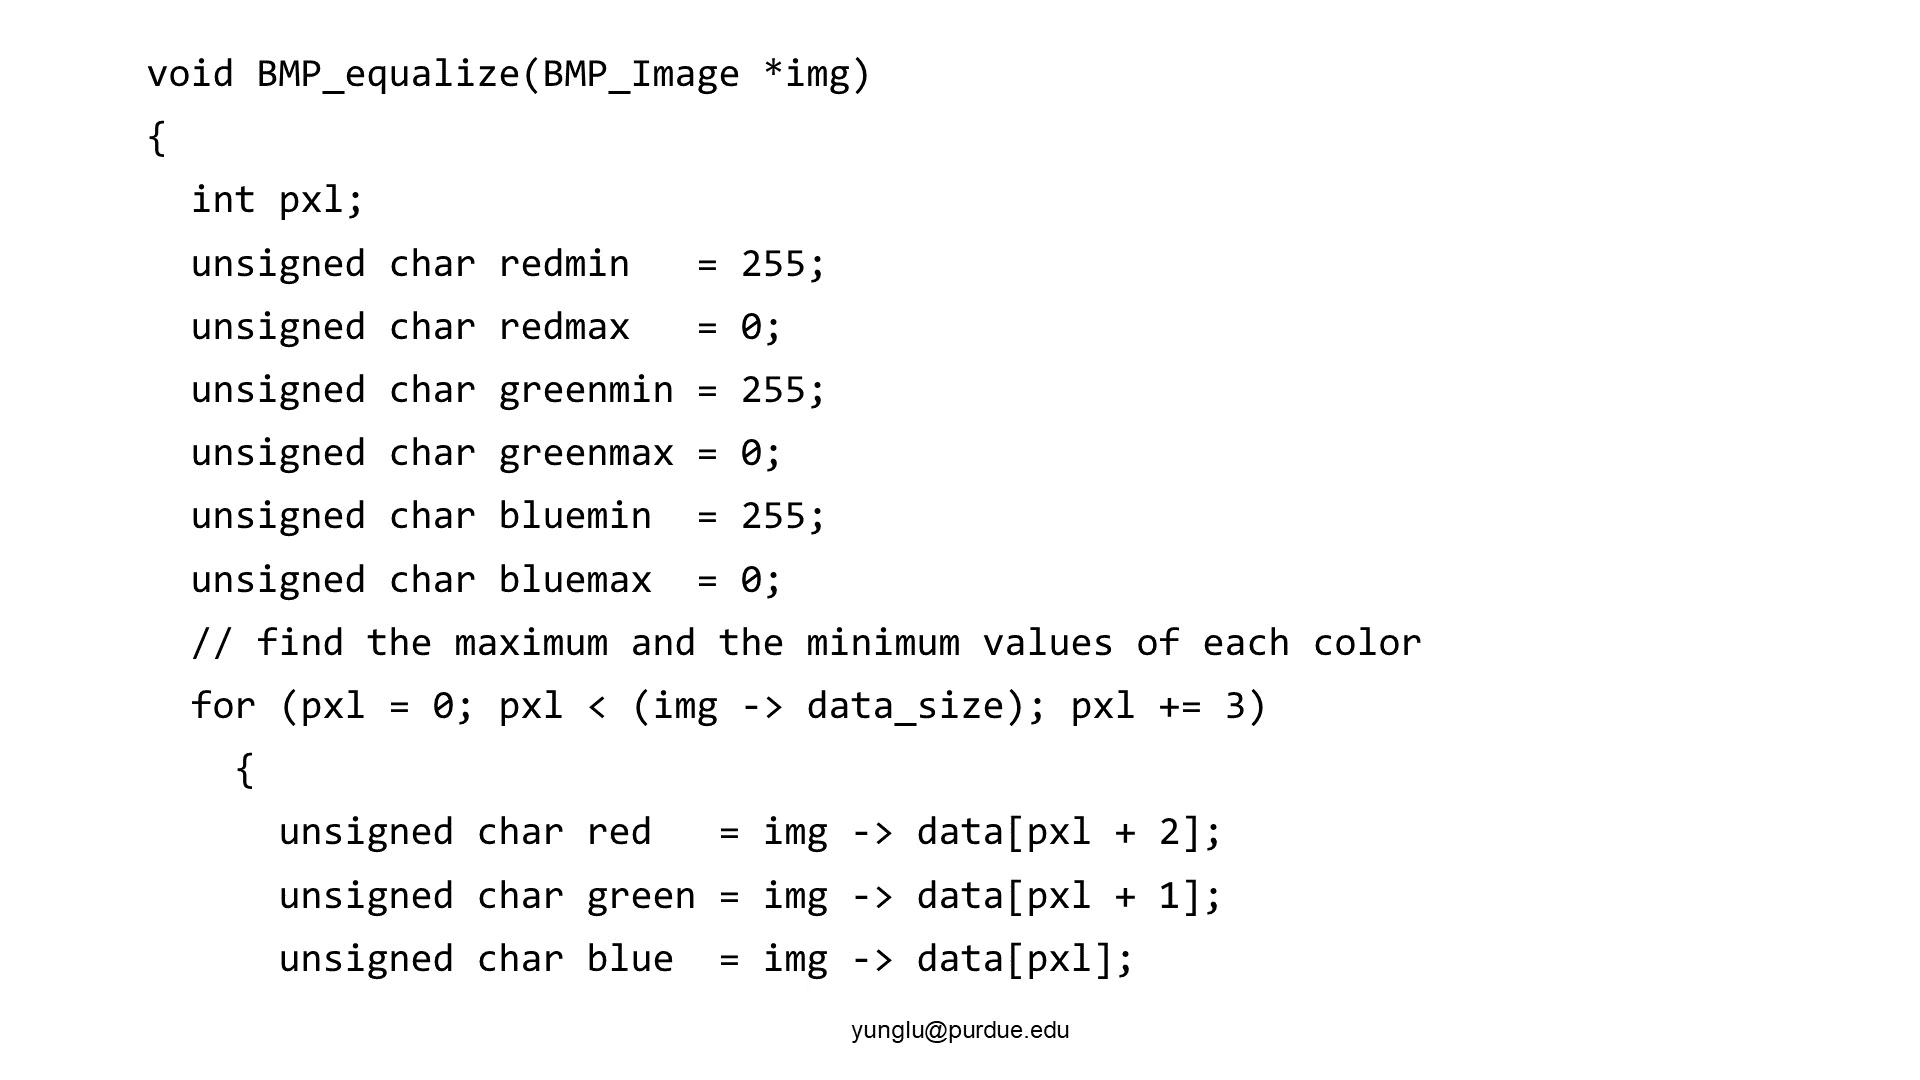 void BMP_equalize(BMP_Image *img)
{
  int pxl;
  unsigned char redmin   = 255;
  unsigned char redmax   = 0;
  unsigned char greenmin = 255;
  unsigned char greenmax = 0;
  unsigned char bluemin  = 255;
  unsigned char bluemax  = 0;
  // find the maximum and the minimum values of each color
  for (pxl = 0; pxl < (img -> data_size); pxl += 3)
    {
      unsigned char red   = img -> data[pxl + 2];
      unsigned char green = img -> data[pxl + 1];
      unsigned char blue  = img -> data[pxl];
yunglu@purdue.edu